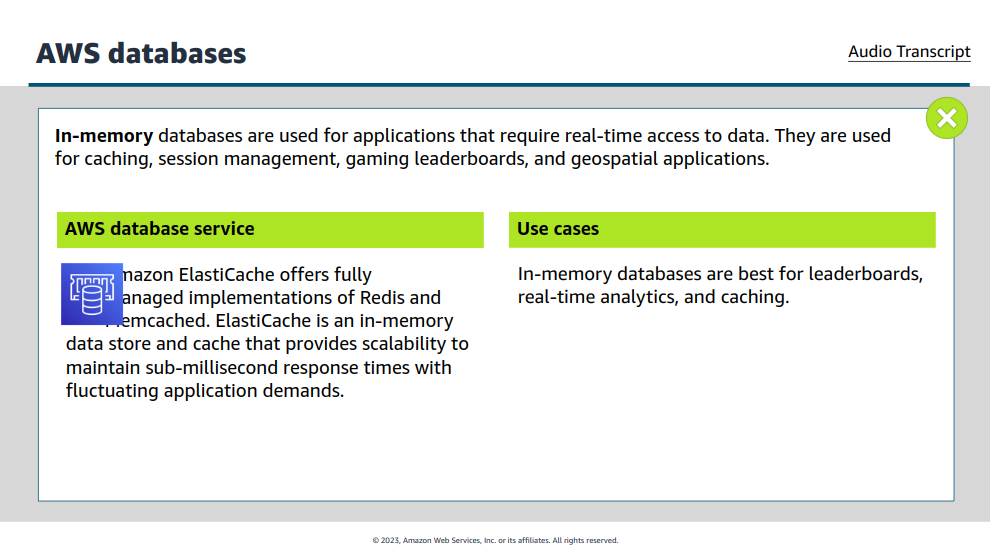 AWS databases
Audio Transcript
In-memory databases are used for applications that require real-time access to data. They are used
for caching, session management, gaming leaderboards, and geospatial applications.
AWS database service
mazon ElastiCache offers fully
anaged implementations of Redis and
emcached. ElastiCache is an in-memory
data store and cache that provides scalability to
maintain sub-millisecond response times with
fluctuating application demands.
Use cases
In-memory databases are best for leaderboards,
real-time analytics, and caching.
© 2023, Amazon Web Services, Inc. or its affiliates. All rights reserved.